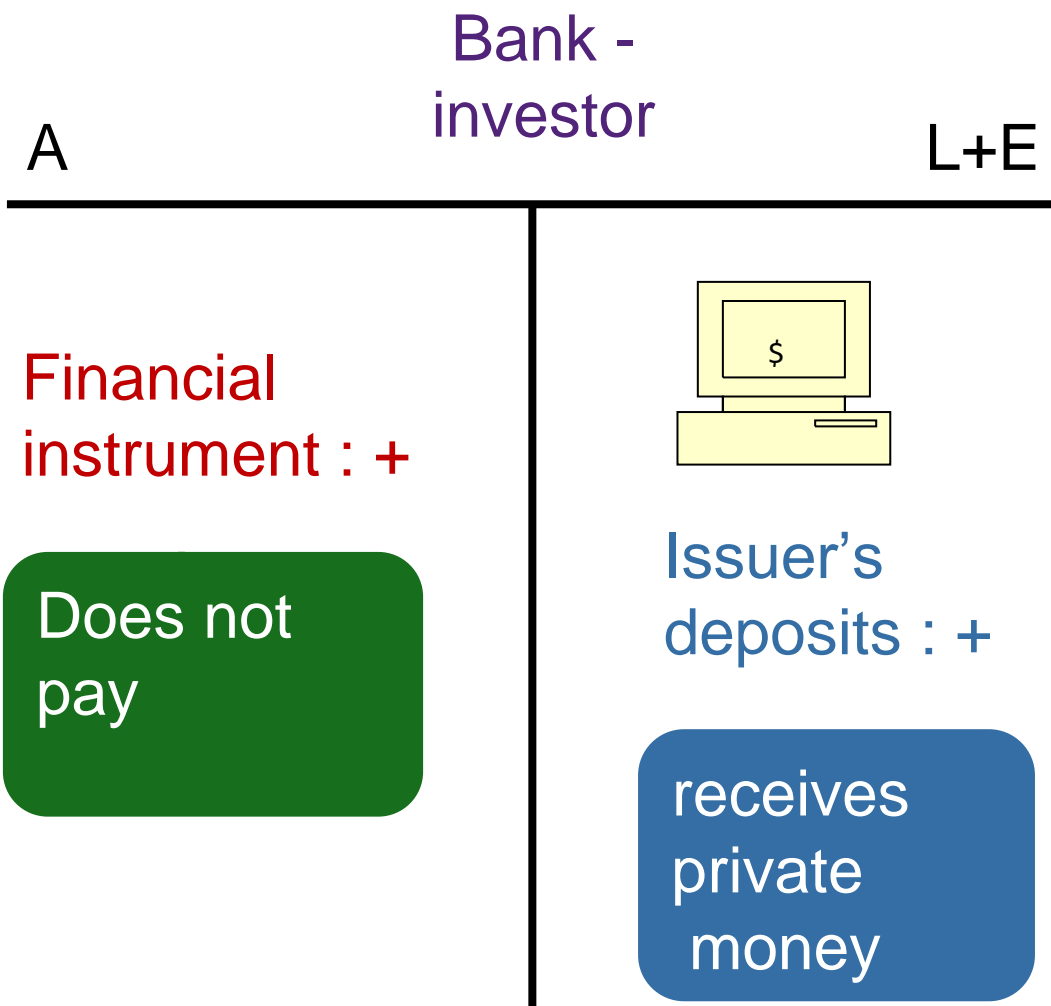 Bank -
investor
A
L+E
Financial
instrument : +
Does not
pay
$
Issuer’s
deposits : +
receives
private
money